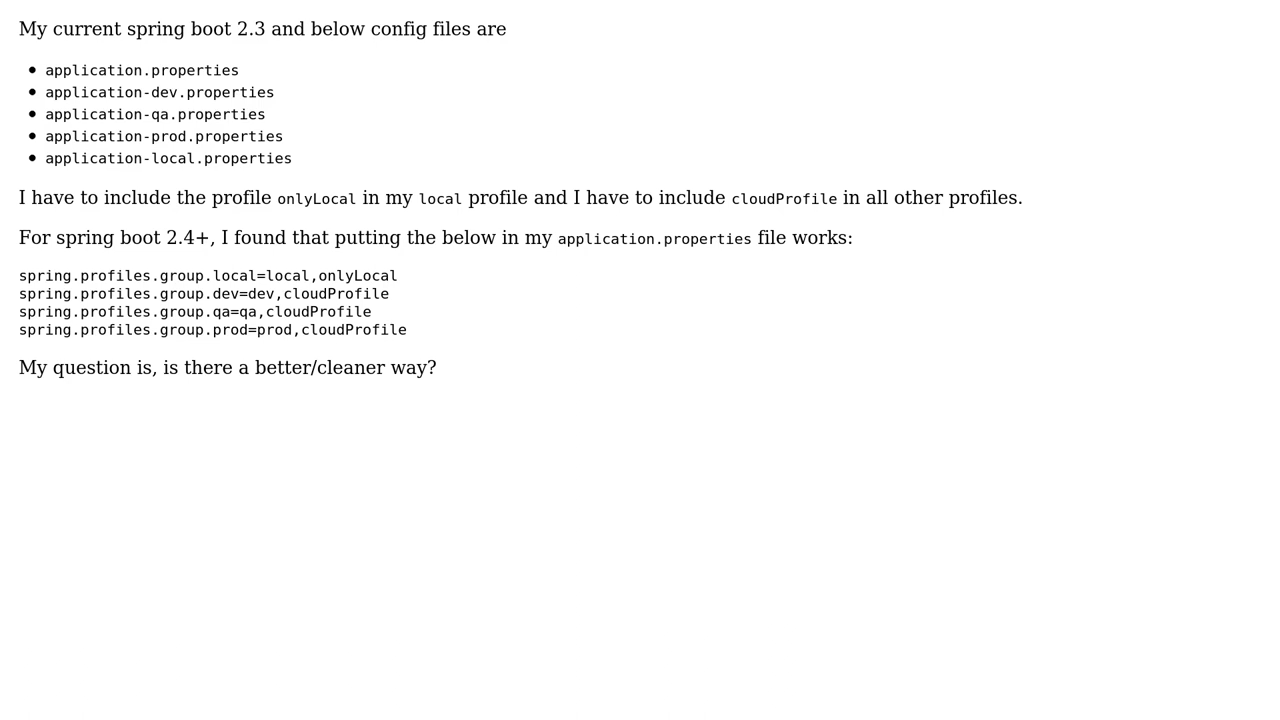 My current spring boot 2.3 and below config files are
application.properties
application-dev.properties
application-qa.properties
application-prod.properties
application-local.properties
I have to include the profile onlyLocal in my local profile and I have to include cloudProfile in all other profiles.
For spring boot 2.4+, I found that putting the below in my application.properties file works:
spring.profiles.group.local=local,onlyLocal
spring.profiles.group.dev=dev,cloudProfile
spring.profiles.group.qa=qa,cloudProfile
spring.profiles.group.prod=prod,cloudProfile
My question is, is there a better/cleaner way?